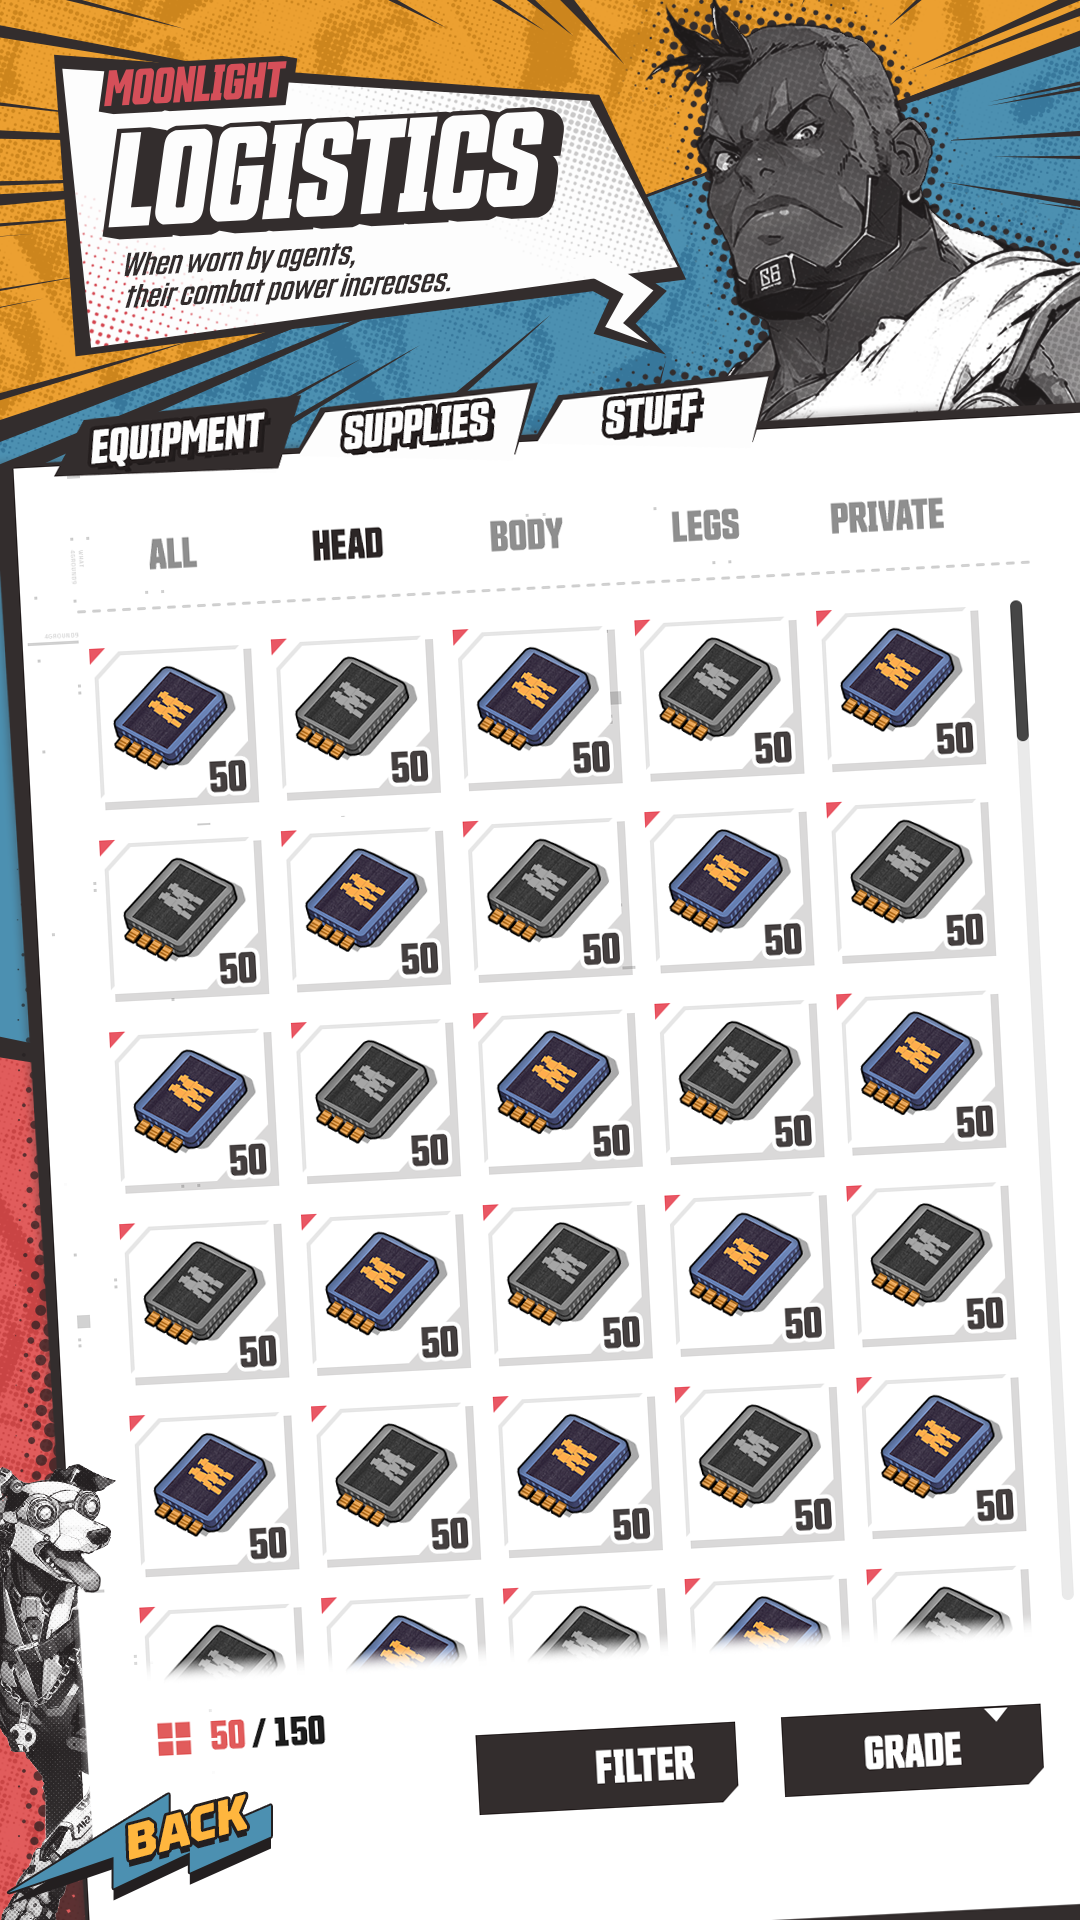 MOONLIGHT
LOGISTICS
When worn by agents,
their combat power increases.
66
EQUIPMENT SUPPLIES STUFF
ALL HEAD BODY LEGS PRIVATE
50 50 50 50 50
50 50 50 50 50
50 50 50 50 50
50 50 50 50 50
50 50 50 50 50
50 / 150
FILTER GRADE
BACK